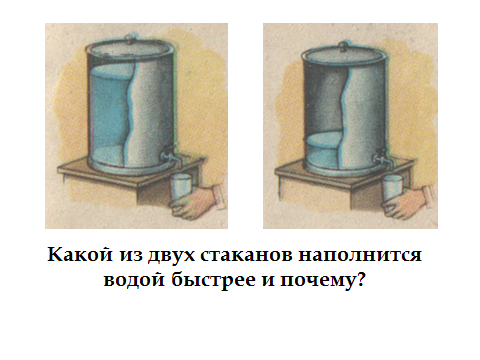 Какой из двух стаканов наполнится
водой быстрее и почему?